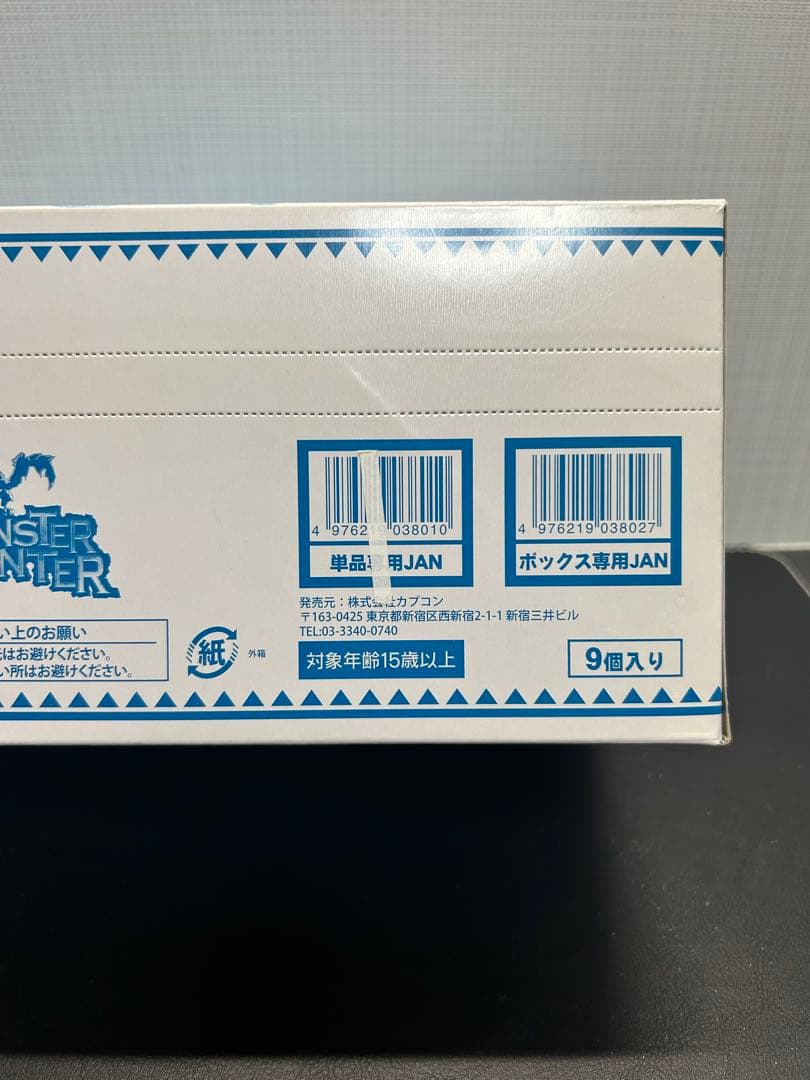 NSTER
NTER
4 976219 038010
単品専用JAN
4 976219 038027
ボックス専用JAN
発売元：株式会社カプコン
〒163-0425 東京都新宿区西新宿2-1-1 新宿三井ビル
TEL:03-3340-0740
対象年齢15歳以上
9個入り
い上のお願い
はお避けください。
い所はお避けください。
紙
外箱